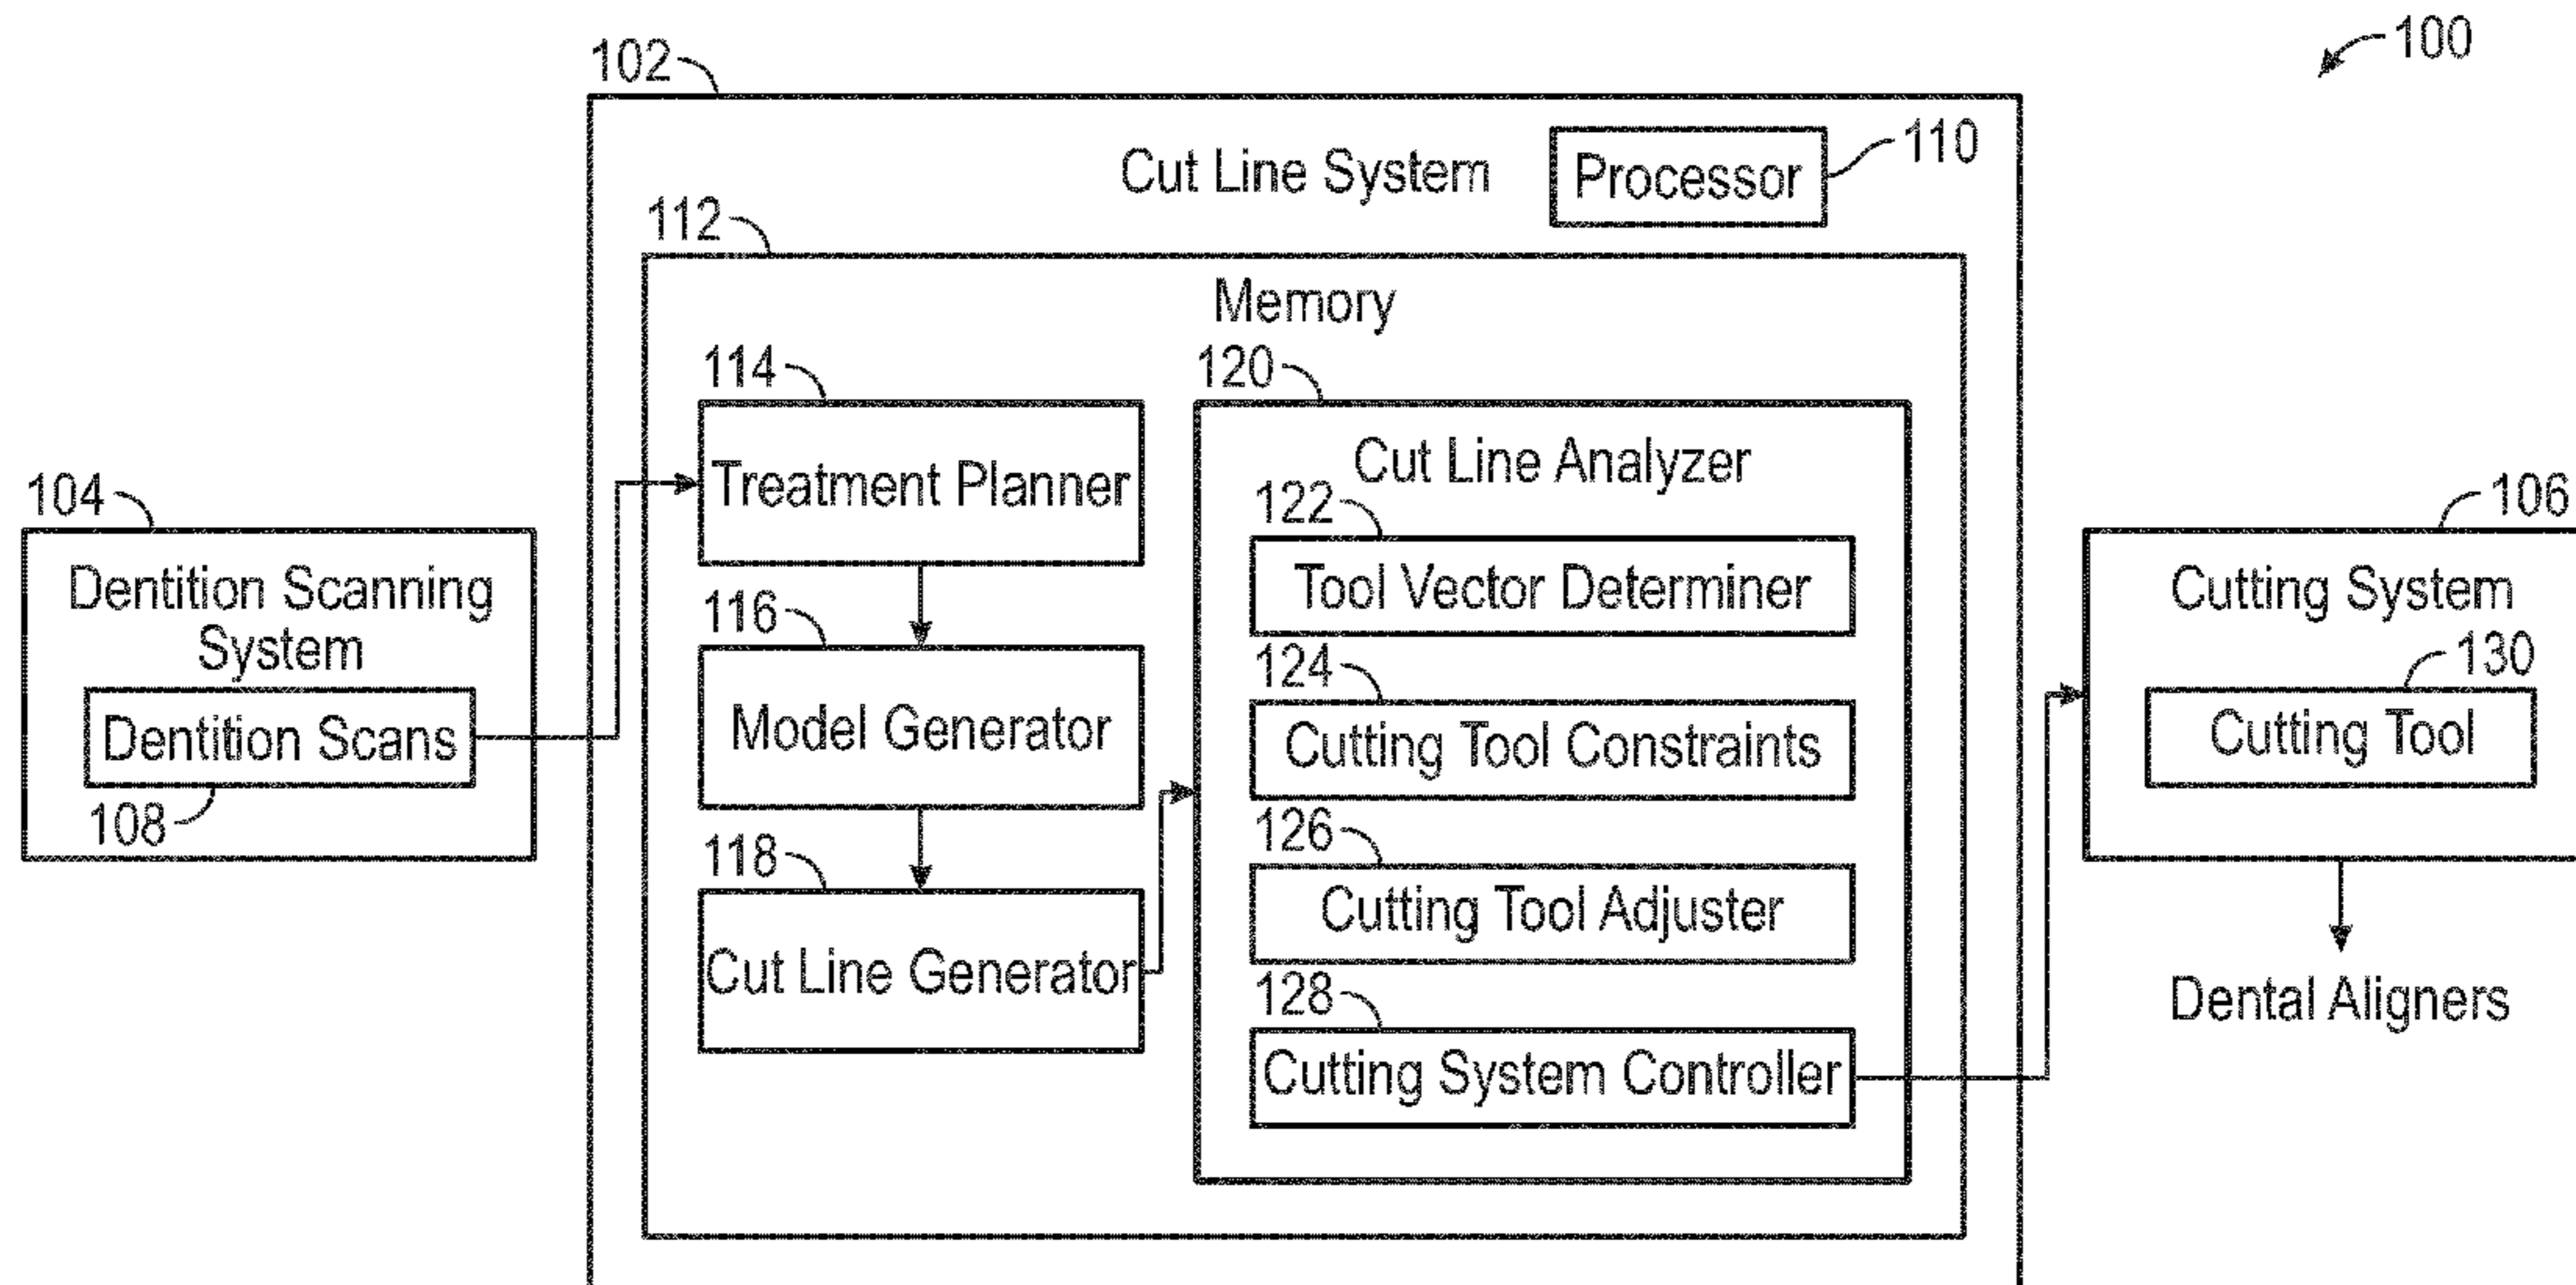 100
102
Cut Line System
Processor
110
112
Memory
114
Treatment Planner
116
Model Generator
118
Cut Line Generator
120
Cut Line Analyzer
122
Tool Vector Determiner
124
Cutting Tool Constraints
126
Cutting Tool Adjuster
128
Cutting System Controller
104
Dentition Scanning
System
Dentition Scans
108
106
Cutting System
130
Cutting Tool
Dental Aligners